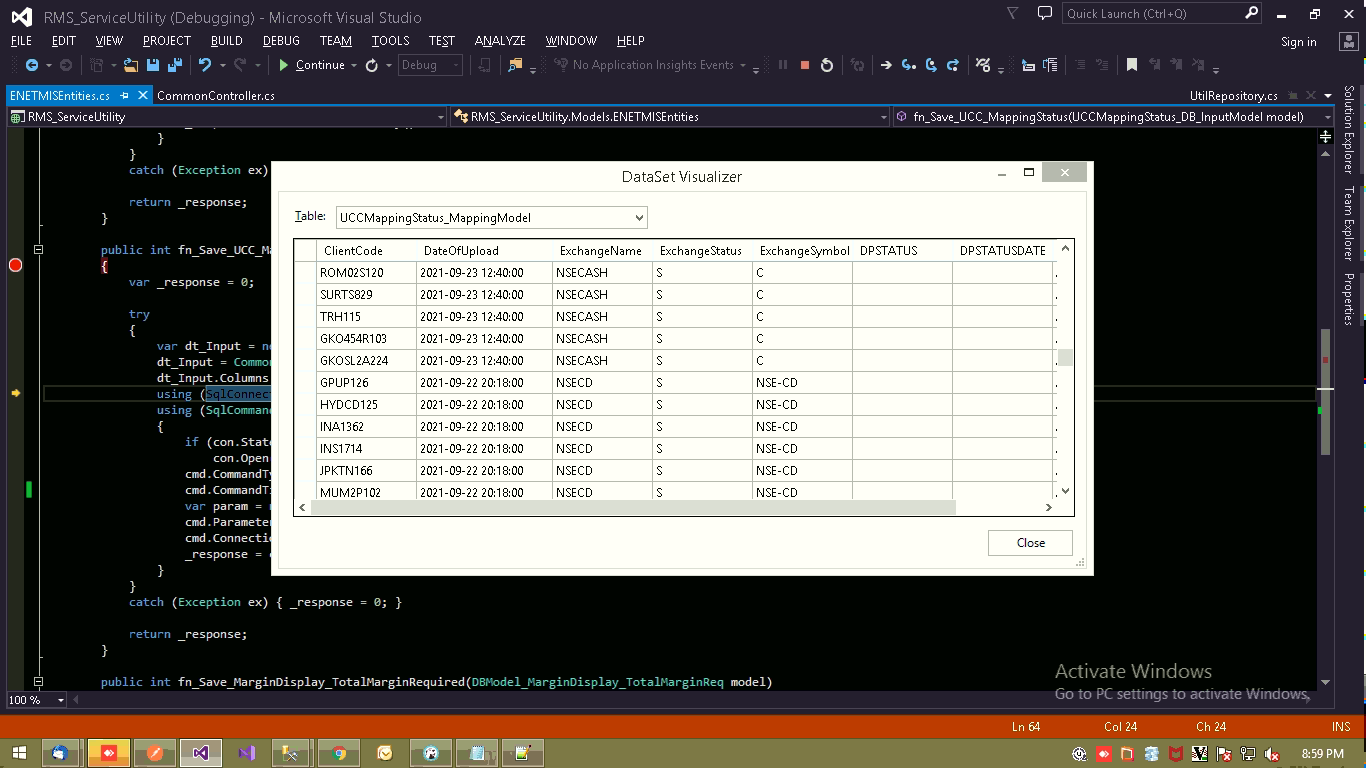 RMS_ServiceUtility (Debugging) - Microsoft Visual Studio
Quick Launch (Ctrl+Q)
FILE EDIT VIEW PROJECT BUILD DEBUG TEAM TOOLS TEST ANALYZE WINDOW HELP
Sign in
Continue Debug No Application Insights Events
ENETMISEntities.cs CommonController.cs UtilRepository.cs
RMS_ServiceUtility RMS_ServiceUtility.Models.ENETMISEntities fn_Save_UCC_MappingStatus(UCCMappingStatus_DB_InputModel model)
}
}
catch (Exception ex)
return _response;
}
public int fn_Save_UCC_Ma
{
var _response = 0;
try
{
var dt_Input = ne
dt_Input = Common
dt_Input.Columns
using (SqlConnect
using (SqlCommand
{
if (con.State
con.Open
cmd.CommandTy
cmd.CommandTi
var param = n
cmd.Parameter
cmd.Connectio
_response =
}
}
catch (Exception ex) { _response = 0; }
return _response;
}
public int fn_Save_MarginDisplay_TotalMarginRequired(DBModel_MarginDisplay_TotalMarginReq model)
DataSet Visualizer
Table: UCCMappingStatus_MappingModel
ClientCode DateOfUpload ExchangeName ExchangeStatus ExchangeSymbol DPSTATUS DPSTATUSDATE
ROM02S120 2021-09-23 12:40:00 NSECASH S C
SURTS829 2021-09-23 12:40:00 NSECASH S C
TRH115 2021-09-23 12:40:00 NSECASH S C
GKO454R103 2021-09-23 12:40:00 NSECASH S C
GKOSL2A224 2021-09-23 12:40:00 NSECASH S C
GPUP126 2021-09-22 20:18:00 NSECD S NSE-CD
HYDCD125 2021-09-22 20:18:00 NSECD S NSE-CD
INA1362 2021-09-22 20:18:00 NSECD S NSE-CD
INS1714 2021-09-22 20:18:00 NSECD S NSE-CD
JPKTN166 2021-09-22 20:18:00 NSECD S NSE-CD
MUM2P102 2021-09-22 20:18:00 NSECD S NSE-CD
Close
Solution Explorer
Team Explorer
Properties
Activate Windows
Go to PC settings to activate Windows.
100 %
Ln 64 Col 24 Ch 24 INS
8:59 PM